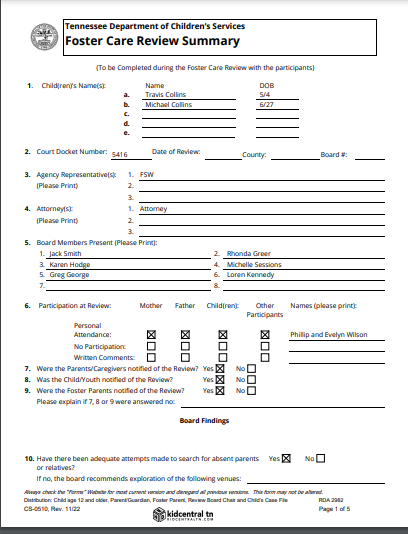 Tennessee Department of Children's Services
Foster Care Review Summary
(To be Completed during the Foster Care Review with the participants)
1. Child(ren)'s Name(s): Name DOB
a. Travis Collins 5/4
b. Michael Collins 6/27
c.
d.
e.
2. Court Docket Number: 5416 Date of Review: County: Board #:
3. Agency Representative(s): 1. FSW
(Please Print) 2.
3.
4. Attorney(s): 1. Attorney
(Please Print) 2.
3.
5. Board Members Present (Please Print):
1. Jack Smith 2. Rhonda Greer
3. Karen Hodge 4. Michelle Sessions
5. Greg George 6. Loren Kennedy
7. 8.
6. Participation at Review: Mother Father Child(ren): Other Participants Names (please print):
Personal
Attendance: ☒ ☒ ☒ ☒ Phillip and Evelyn Wilson
No Participation: ☐ ☐ ☐ ☐
Written Comments: ☐ ☐ ☐ ☐
7. Were the Parents/Caregivers notified of the Review? Yes ☒ No ☐
8. Was the Child/Youth notified of the Review? Yes ☒ No ☐
9. Were the Foster Parents notified of the Review? Yes ☒ No ☐
Please explain if 7, 8 or 9 were answered no:
Board Findings
10. Have there been adequate attempts made to search for absent parents Yes ☒ No ☐
or relatives?
If no, the board recommends exploration of the following venues:
Always check the "Forms" Website for most current version and disregard all previous versions. This form may not be altered.
Distribution: Child age 12 and older, Parent/Guardian, Foster Parent, Review Board Chair and Child's Case File RDA 2982
CS-0510, Rev. 11/22 Page 1 of 5
kidcentral tn
KIDCENTRALTN.COM